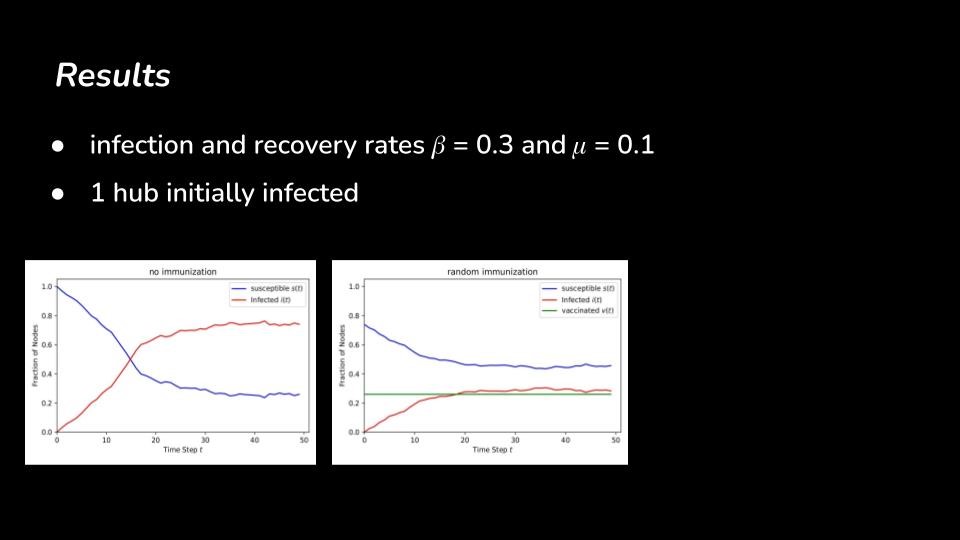 Results
● infection and recovery rates β = 0.3 and μ = 0.1
● 1 hub initially infected
no immunization
susceptible s(t)
Infected i(t)
Fraction of Nodes
1.0
0.8
0.6
0.4
0.2
0.0
0 10 20 30 40 50
Time Step t
random immunization
susceptible s(t)
Infected i(t)
vaccinated v(t)
Fraction of Nodes
1.0
0.8
0.6
0.4
0.2
0.0
0 10 20 30 40 50
Time Step t